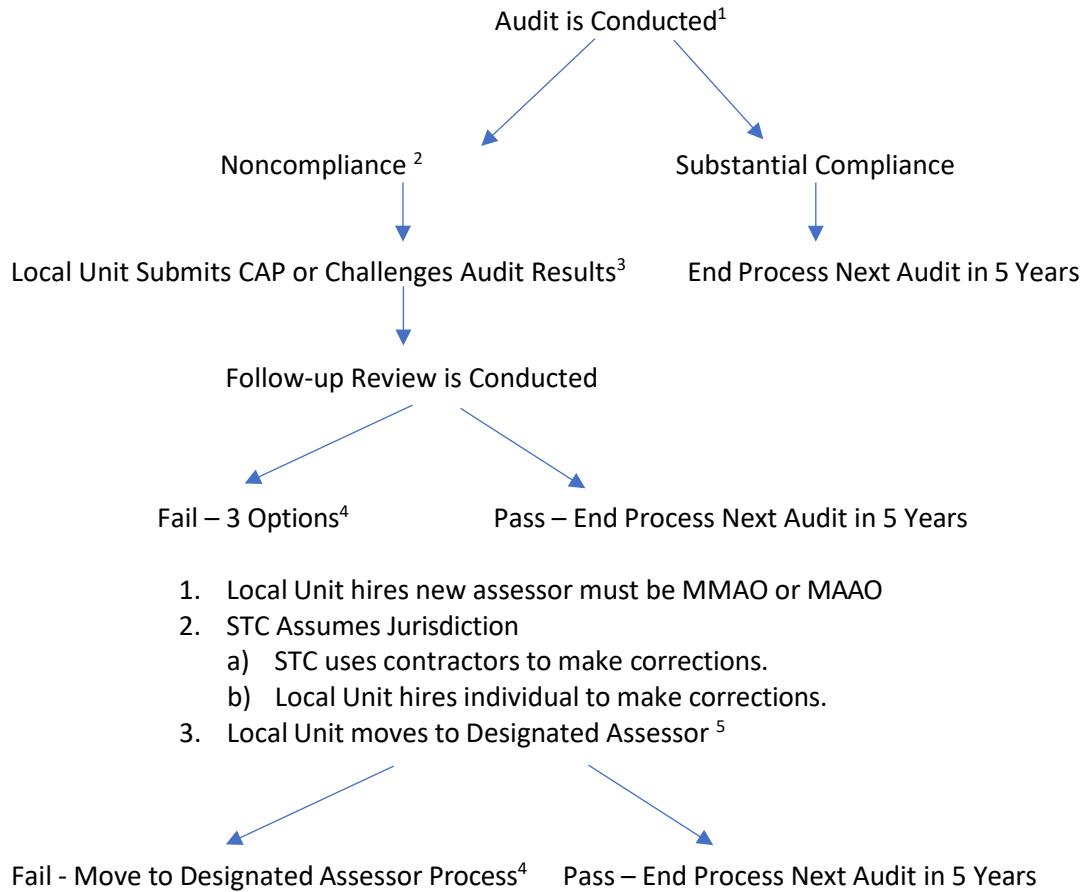 Audit is Conducted1
Noncompliance 2
Substantial Compliance
Local Unit Submits CAP or Challenges Audit Results3
End Process Next Audit in 5 Years
Follow-up Review is Conducted
Fail – 3 Options4
Pass – End Process Next Audit in 5 Years
1. Local Unit hires new assessor must be MMAO or MAAO
2. STC Assumes Jurisdiction
a) STC uses contractors to make corrections.
b) Local Unit hires individual to make corrections.
3. Local Unit moves to Designated Assessor 5
Fail - Move to Designated Assessor Process4
Pass – End Process Next Audit in 5 Years